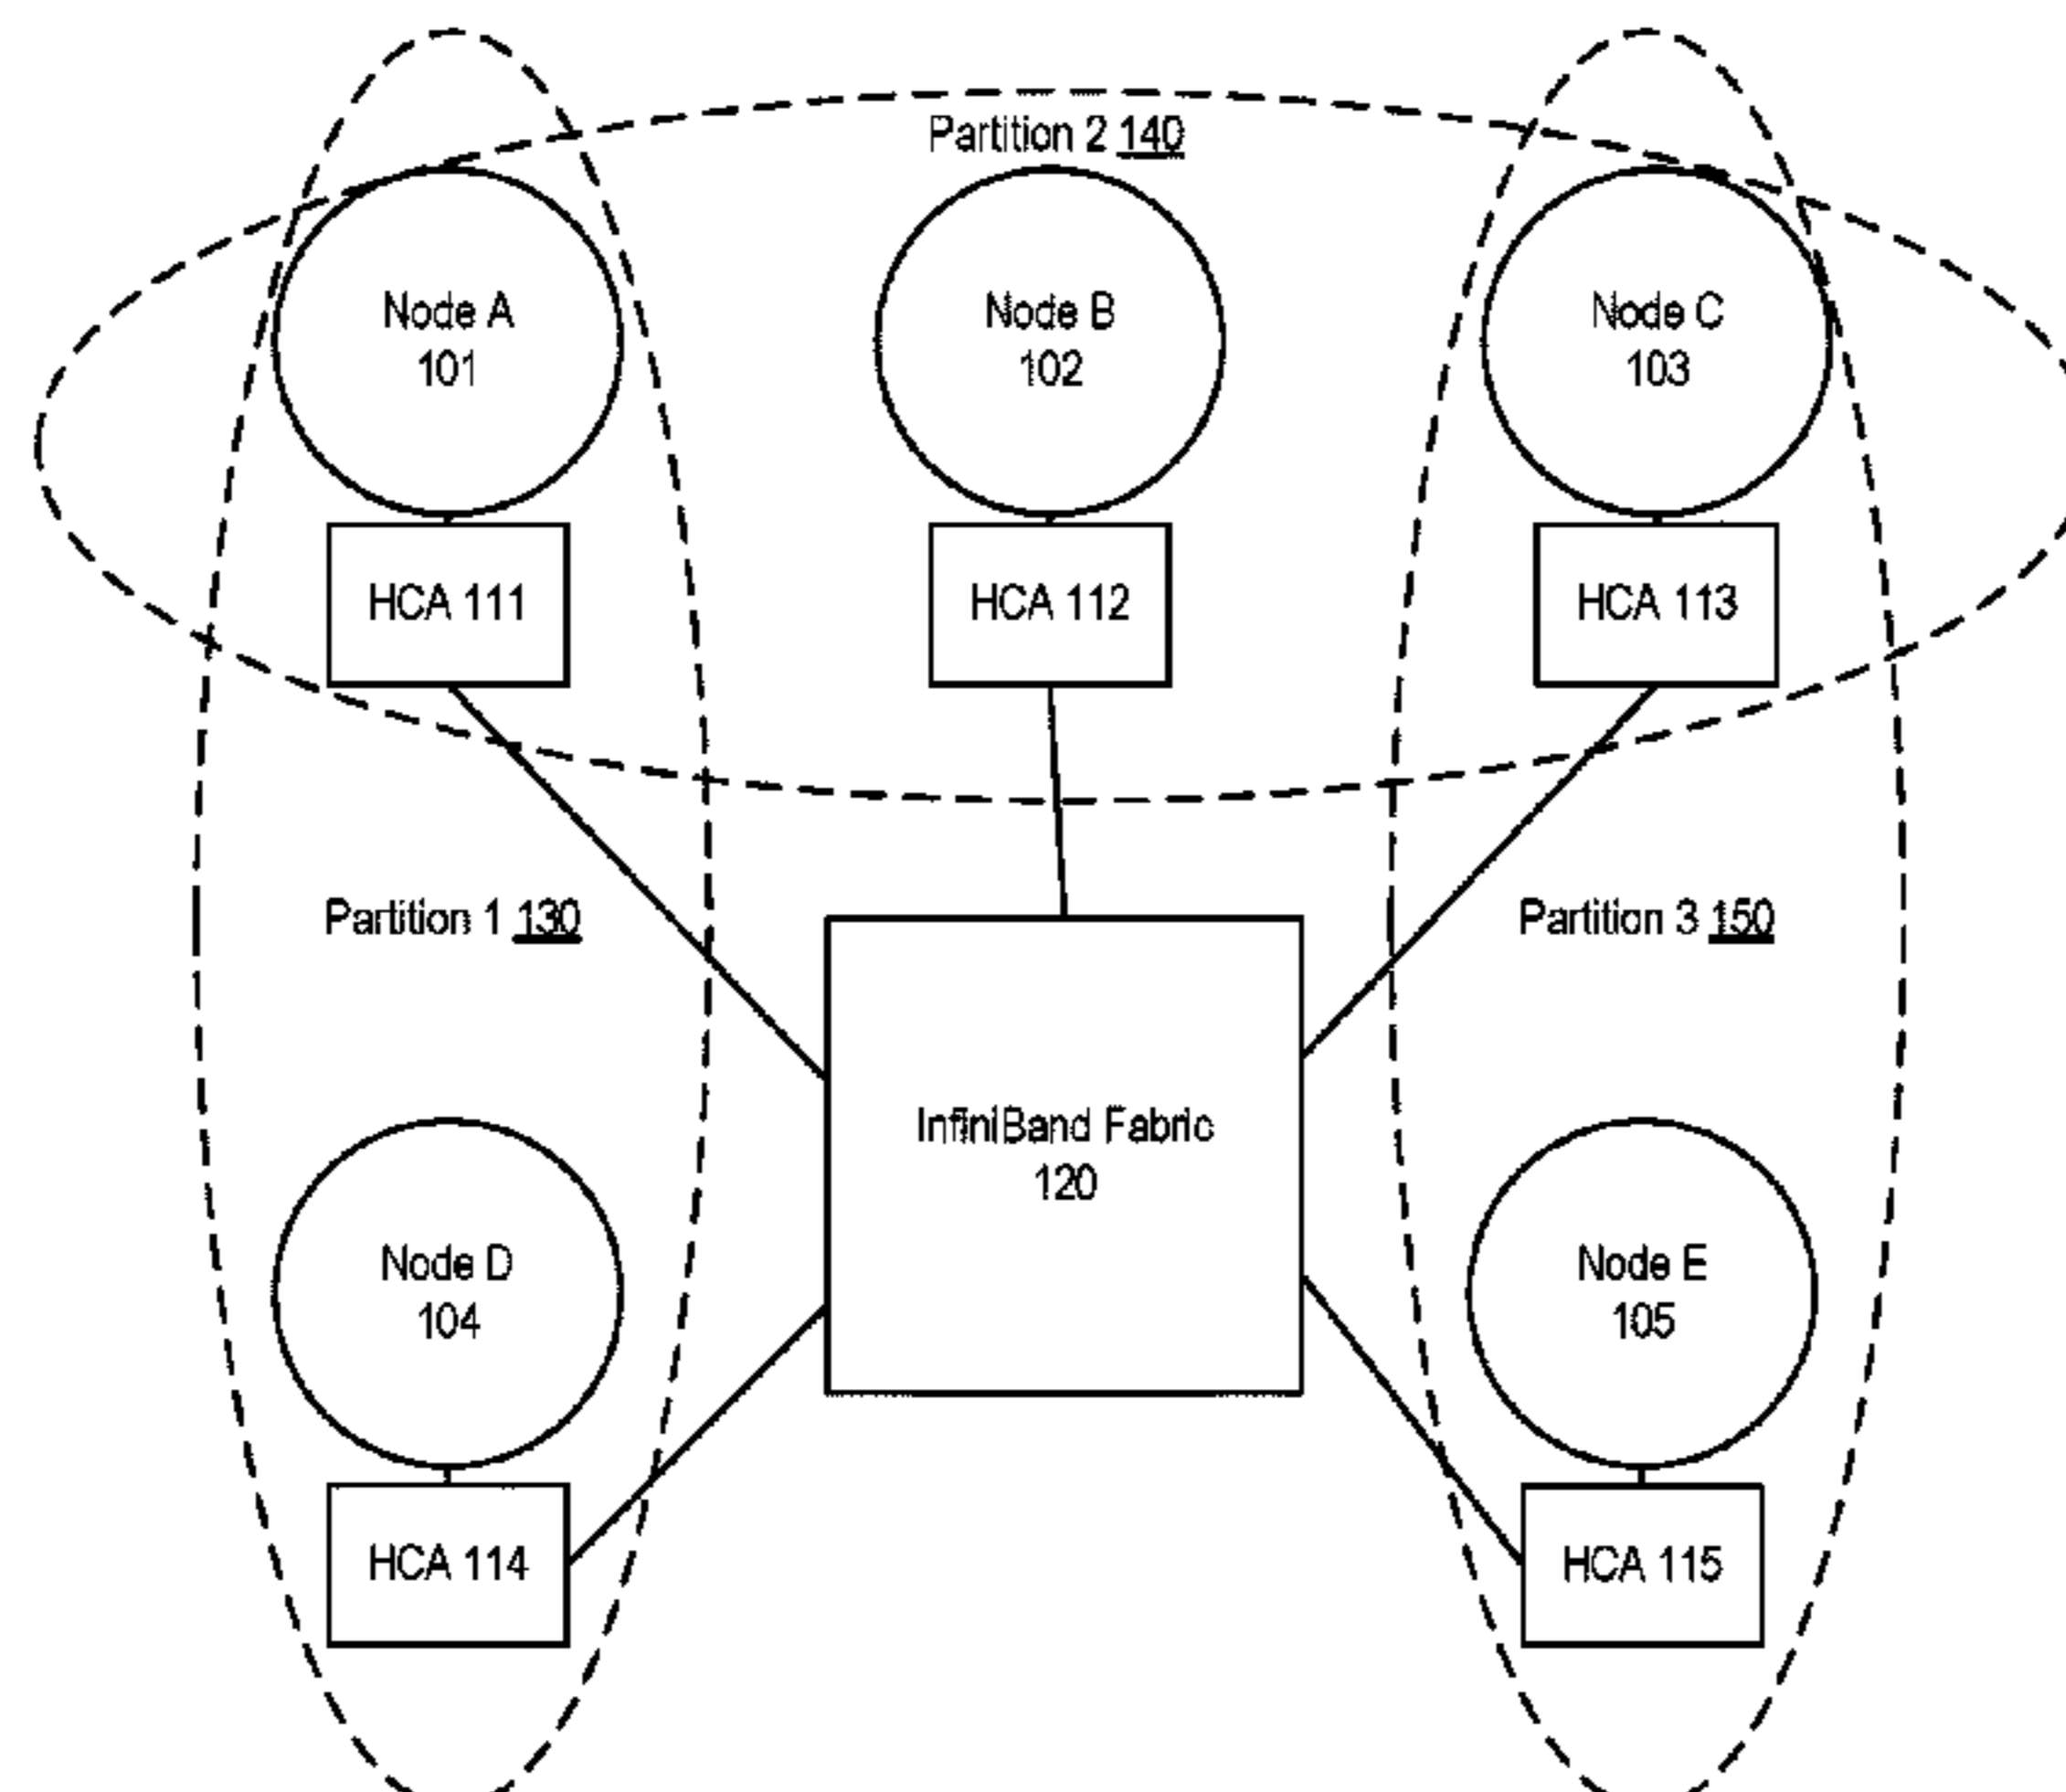 Partition 2 140
Node A
101
Node B
102
Node C
103
HCA 111
HCA 112
HCA 113
Partition 1 130
Partition 3 150
InfiniBand Fabric
120
Node D
104
Node E
105
HCA 114
HCA 115